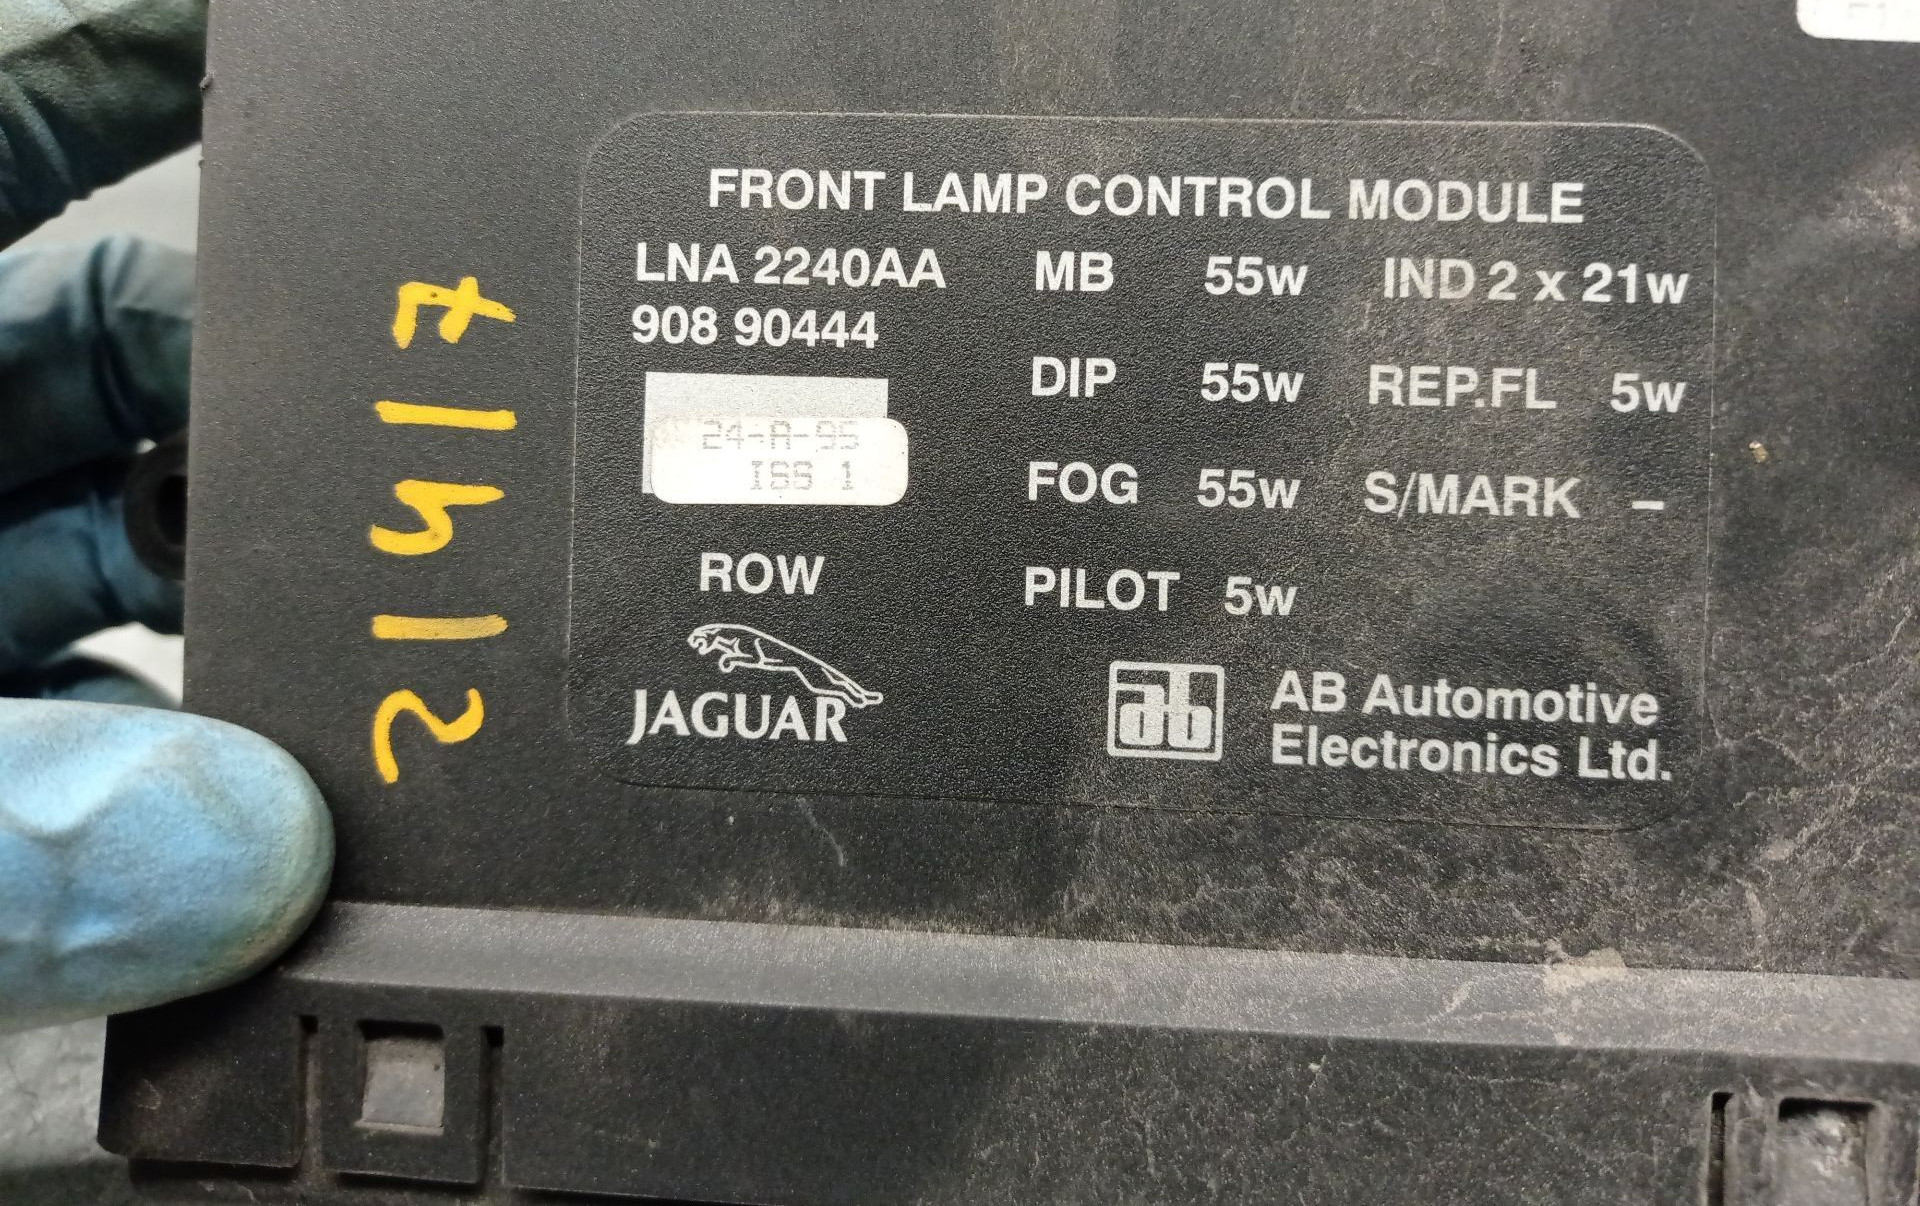 FRONT LAMP CONTROL MODULE
LNA 2240AA MB 55w IND 2 x 21w
908 90444
DIP 55w REP.FL 5w
24-A-95
ISS 1
FOG 55w S/MARK –
ROW
PILOT 5w
JAGUAR
ab
AB Automotive
Electronics Ltd.